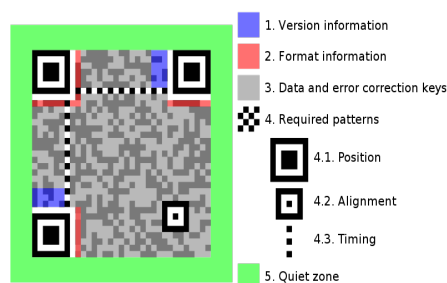 1. Version information
2. Format information
3. Data and error correction keys
4. Required patterns
4.1. Position
4.2. Alignment
4.3. Timing
5. Quiet zone